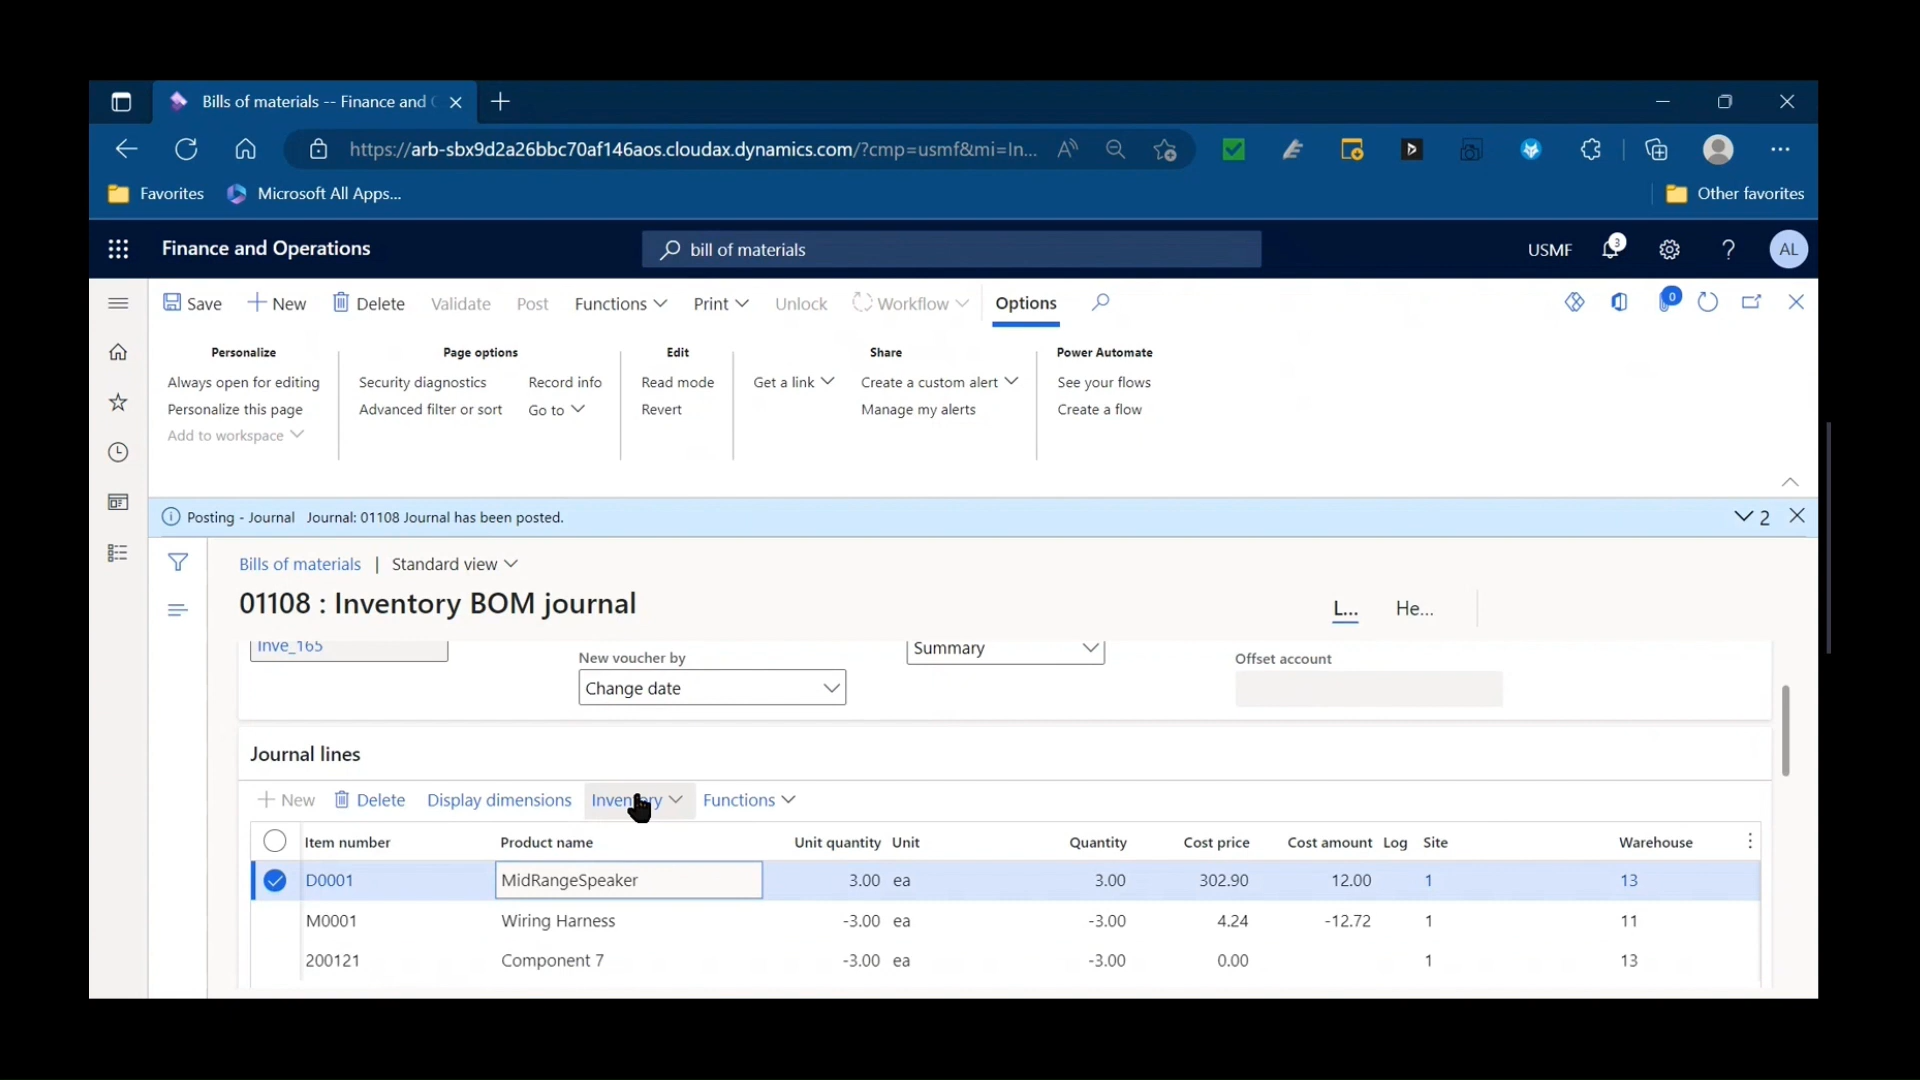 Bills of materials -- Finance and
https://arb-sbx9d2a26bbc70af146aos.cloudax.dynamics.com/?cmp=usmf&mi=In...
Favorites Microsoft All Apps... Other favorites
Finance and Operations bill of materials USMF 3 ? AL
Save New Delete Validate Post Functions Print Unlock Workflow Options 0
Personalize Page options Edit Share Power Automate
Always open for editing Security diagnostics Record info Read mode Get a link Create a custom alert See your flows
Personalize this page Advanced filter or sort Go to Revert Manage my alerts Create a flow
Add to workspace
Posting - Journal Journal: 01108 Journal has been posted. 2
Bills of materials | Standard view
01108 : Inventory BOM journal L... He...
Inve_165 New voucher by Summary Offset account
Change date
Journal lines
New Delete Display dimensions Inventory Functions
Item number Product name Unit quantity Unit Quantity Cost price Cost amount Log Site Warehouse
D0001 MidRangeSpeaker 3.00 ea 3.00 302.90 12.00 1 13
M0001 Wiring Harness -3.00 ea -3.00 4.24 -12.72 1 11
200121 Component 7 -3.00 ea -3.00 0.00 1 13